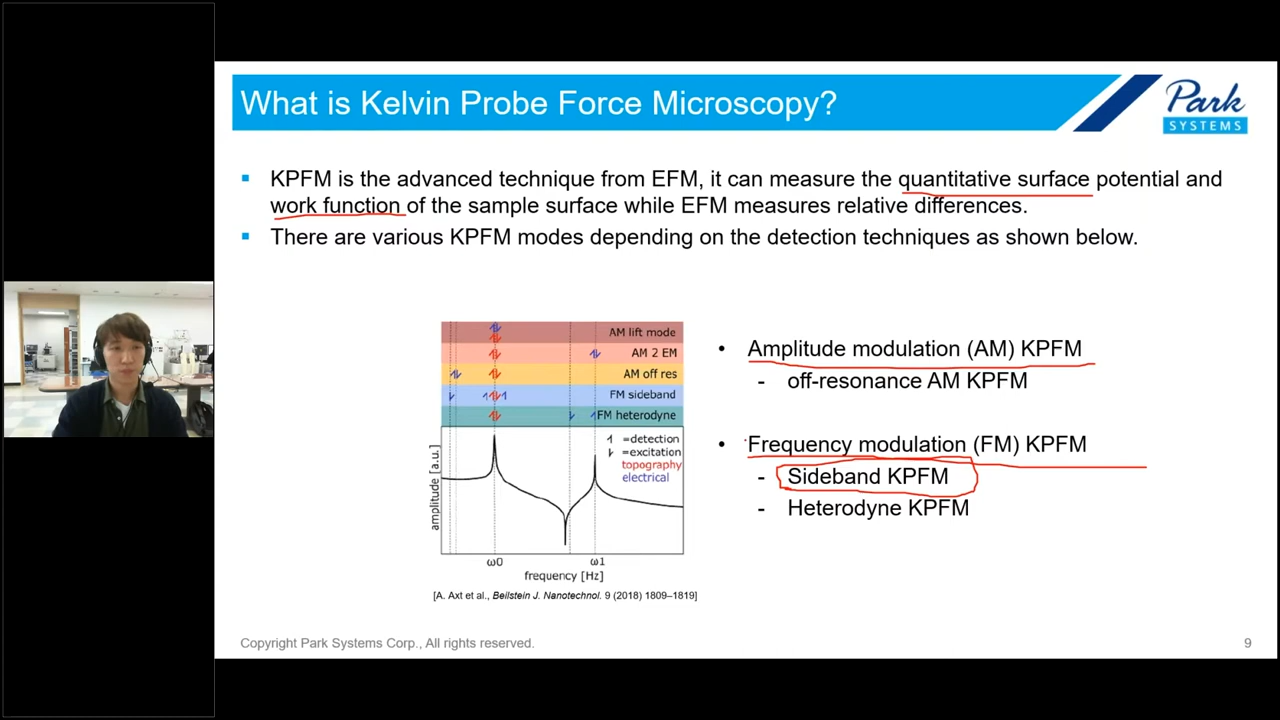 What is Kelvin Probe Force Microscopy?
Park
SYSTEMS
▪ KPFM is the advanced technique from EFM, it can measure the quantitative surface potential and
work function of the sample surface while EFM measures relative differences.
▪ There are various KPFM modes depending on the detection techniques as shown below.
AM lift mode
AM 2 EM
AM off res
FM sideband
FM heterodyne
=detection
=excitation
topography
electrical
amplitude [a.u.]
ω0 ω1
frequency [Hz]
[A. Axt et al., Beilstein J. Nanotechnol. 9 (2018) 1809–1819]
• Amplitude modulation (AM) KPFM
- off-resonance AM KPFM
• Frequency modulation (FM) KPFM
- Sideband KPFM
- Heterodyne KPFM
Copyright Park Systems Corp., All rights reserved.
9